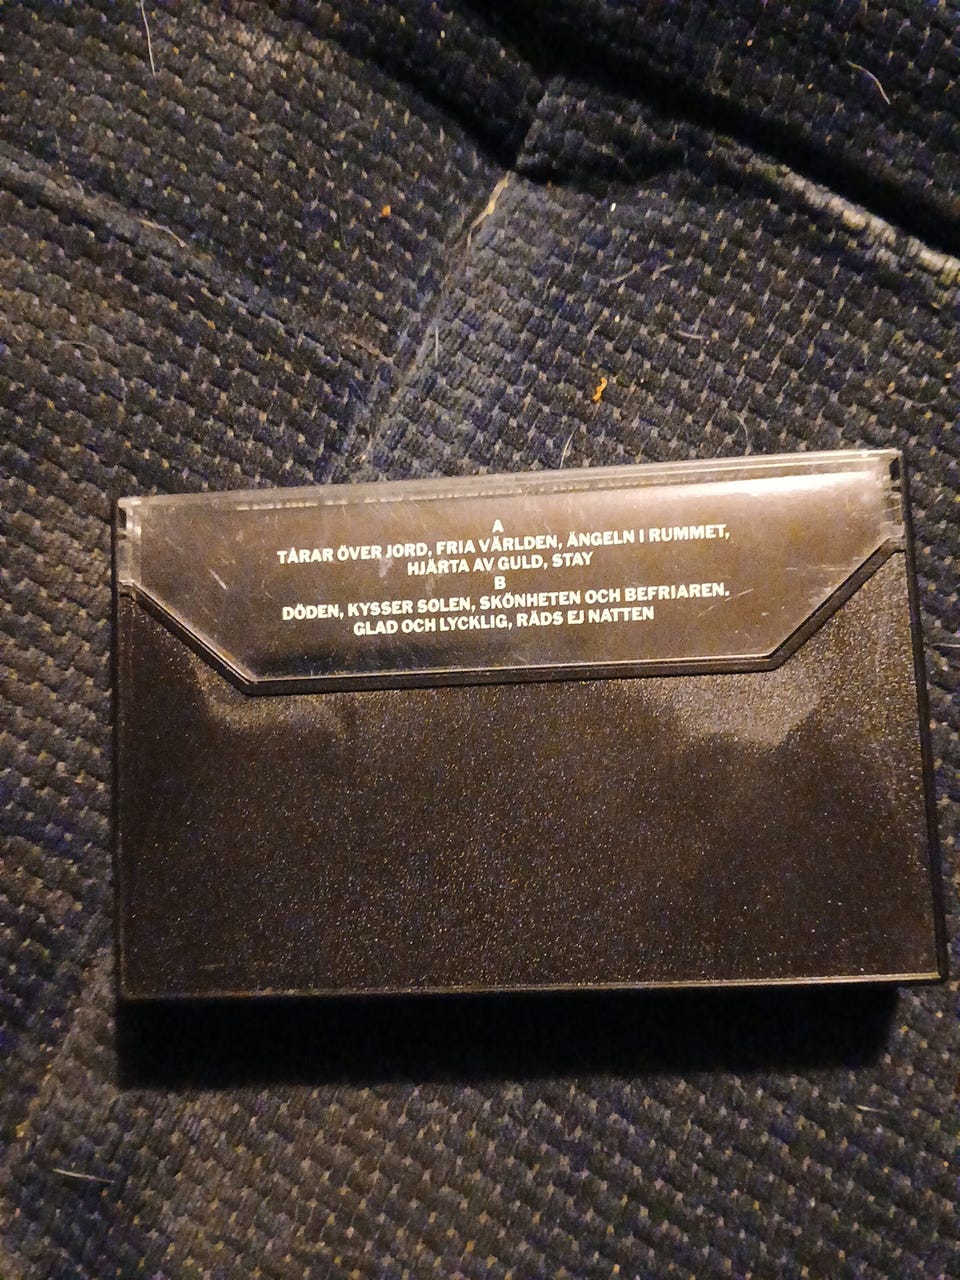 A
TÅRAR ÖVER JORD, FRIA VÄRLDEN, ÄNGELN I RUMMET,
HJÄRTA AV GULD, STAY
B
DÖDEN, KYSSER SOLEN, SKÖNHETEN OCH BEFRIAREN.
GLAD OCH LYCKLIG, RÄDS EJ NATTEN